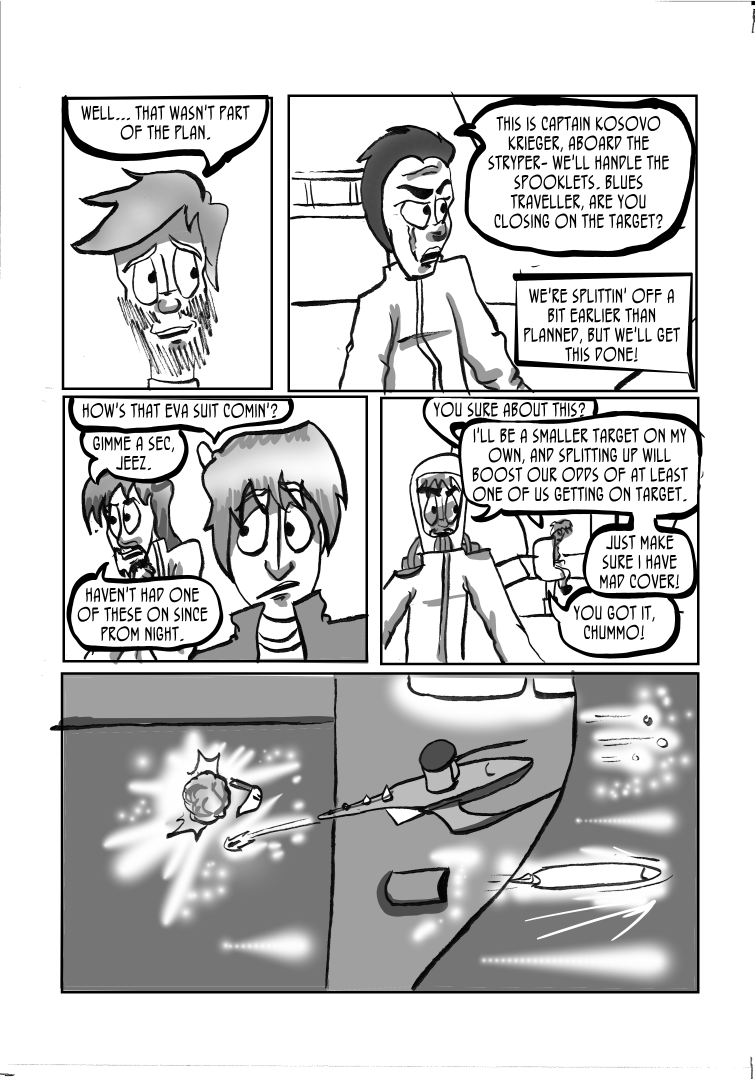 WELL... THAT WASN'T PART
OF THE PLAN.
THIS IS CAPTAIN KOSOVO
KRIEGER, ABOARD THE
STRYPER- WE'LL HANDLE THE
SPOOKLETS. BLUES
TRAVELLER, ARE YOU
CLOSING ON THE TARGET?
WE'RE SPLITTIN' OFF A
BIT EARLIER THAN
PLANNED, BUT WE'LL GET
THIS DONE!
HOW'S THAT EVA SUIT COMIN'?
GIMME A SEC,
JEEZ.
HAVEN'T HAD ONE
OF THESE ON SINCE
PROM NIGHT.
YOU SURE ABOUT THIS?
I'LL BE A SMALLER TARGET ON MY
OWN, AND SPLITTING UP WILL
BOOST OUR ODDS OF AT LEAST
ONE OF US GETTING ON TARGET.
JUST MAKE
SURE I HAVE
MAD COVER!
YOU GOT IT,
CHUMMO!